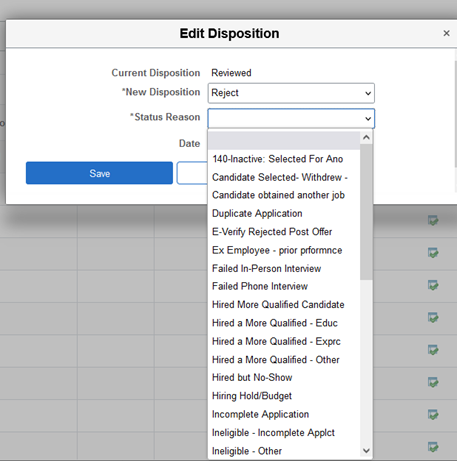 Edit Disposition
×
Current Disposition Reviewed
*New Disposition Reject
*Status Reason
Date
Save
140-Inactive: Selected For Ano
Candidate Selected- Withdrew -
Candidate obtained another job
Duplicate Application
E-Verify Rejected Post Offer
Ex Employee - prior prformnce
Failed In-Person Interview
Failed Phone Interview
Hired More Qualified Candidate
Hired a More Qualified - Educ
Hired a More Qualified - Exprc
Hired a More Qualified - Other
Hired but No-Show
Hiring Hold/Budget
Incomplete Application
Ineligible - Incomplete Applct
Ineligible - Other